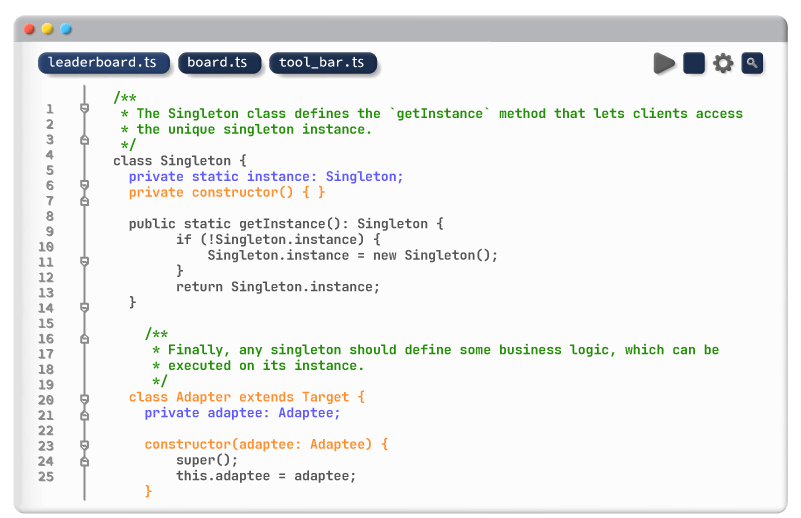 leaderboard.ts board.ts tool_bar.ts
/**
1 * The Singleton class defines the `getInstance` method that lets clients access
2 * the unique singleton instance.
3 */
4 class Singleton {
5 private static instance: Singleton;
6 private constructor() { }
7
8 public static getInstance(): Singleton {
9 if (!Singleton.instance) {
10 Singleton.instance = new Singleton();
11 }
12 return Singleton.instance;
13 }
14
15 /**
16 * Finally, any singleton should define some business logic, which can be
17 * executed on its instance.
18 */
19 class Adapter extends Target {
20 private adaptee: Adaptee;
21
22 constructor(adaptee: Adaptee) {
23 super();
24 this.adaptee = adaptee;
25 }